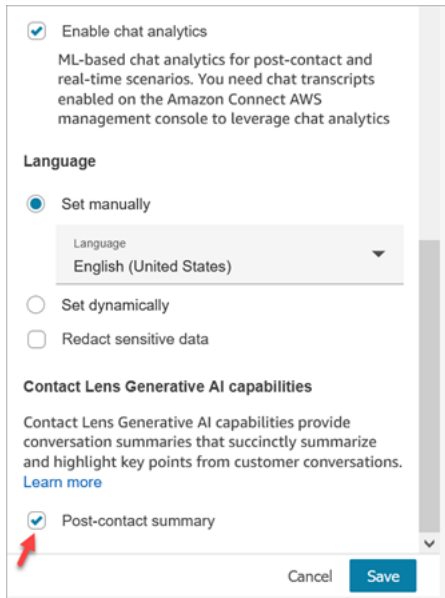 Enable chat analytics
ML-based chat analytics for post-contact and
real-time scenarios. You need chat transcripts
enabled on the Amazon Connect AWS
management console to leverage chat analytics
Language
Set manually
Language
English (United States)
Set dynamically
Redact sensitive data
Contact Lens Generative AI capabilities
Contact Lens Generative AI capabilities provide
conversation summaries that succinctly summarize
and highlight key points from customer conversations.
Learn more
Post-contact summary
Cancel
Save